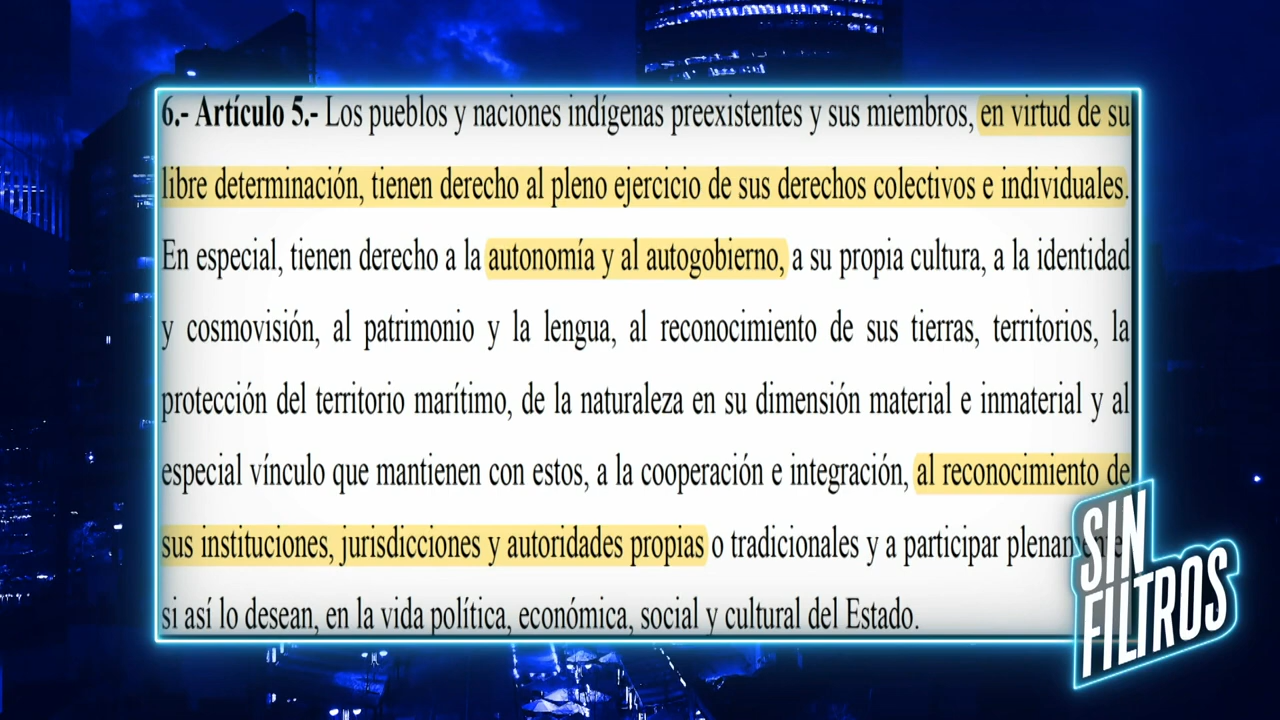 6.- Artículo 5.- Los pueblos y naciones indígenas preexistentes y sus miembros, en virtud de su
libre determinación, tienen derecho al pleno ejercicio de sus derechos colectivos e individuales.
En especial, tienen derecho a la autonomía y al autogobierno, a su propia cultura, a la identidad
y cosmovisión, al patrimonio y la lengua, al reconocimiento de sus tierras, territorios, la
protección del territorio marítimo, de la naturaleza en su dimensión material e inmaterial y al
especial vínculo que mantienen con estos, a la cooperación e integración, al reconocimiento de
sus instituciones, jurisdicciones y autoridades propias o tradicionales y a participar
si así lo desean, en la vida política, económica, social y cultural del Estado.
SIN
FILTROS